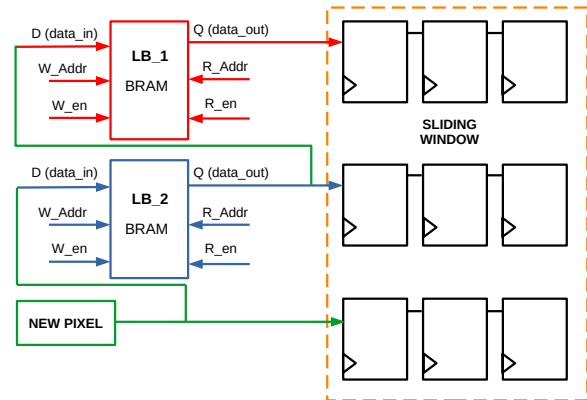 D (data_in)
Q (data_out)
LB_1
W_Addr
R_Addr
BRAM
W_en
R_en
SLIDING
WINDOW
D (data_in)
Q (data_out)
LB_2
W_Addr
R_Addr
BRAM
W_en
R_en
NEW PIXEL